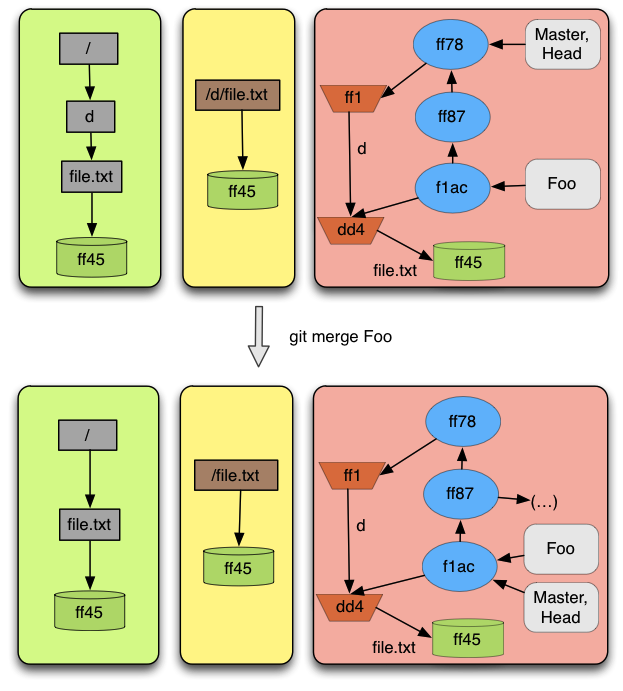 /
d
file.txt
ff45
/d/file.txt
ff45
ff78
Master,
Head
ff1
ff87
d
f1ac
Foo
dd4
file.txt
ff45
git merge Foo
/
file.txt
ff45
/file.txt
ff45
ff78
ff1
ff87
(...)
d
Foo
f1ac
Master,
Head
dd4
file.txt
ff45